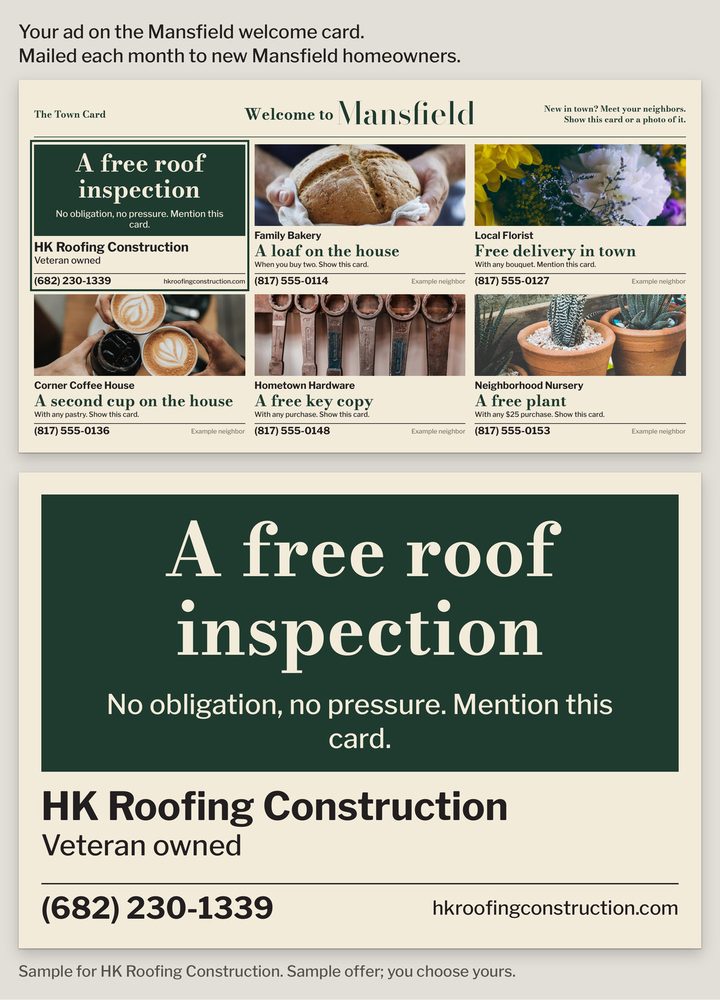 Your ad on the Mansfield welcome card.
Mailed each month to new Mansfield homeowners.
The Town Card
Welcome to Mansfield
New in town? Meet your neighbors.
Show this card or a photo of it.
A free roof
inspection
No obligation, no pressure. Mention this
card.
HK Roofing Construction
Veteran owned
(682) 230-1339
hkroofingconstruction.com
Family Bakery
A loaf on the house
When you buy two. Show this card.
(817) 555-0114
Example neighbor
Local Florist
Free delivery in town
With any bouquet. Mention this card.
(817) 555-0127
Example neighbor
Corner Coffee House
A second cup on the house
With any pastry. Show this card.
(817) 555-0136
Example neighbor
Hometown Hardware
A free key copy
With any purchase. Show this card.
(817) 555-0148
Example neighbor
Neighborhood Nursery
A free plant
With any $25 purchase. Show this card.
(817) 555-0153
Example neighbor
A free roof
inspection
No obligation, no pressure. Mention this
card.
HK Roofing Construction
Veteran owned
(682) 230-1339
hkroofingconstruction.com
Sample for HK Roofing Construction. Sample offer; you choose yours.